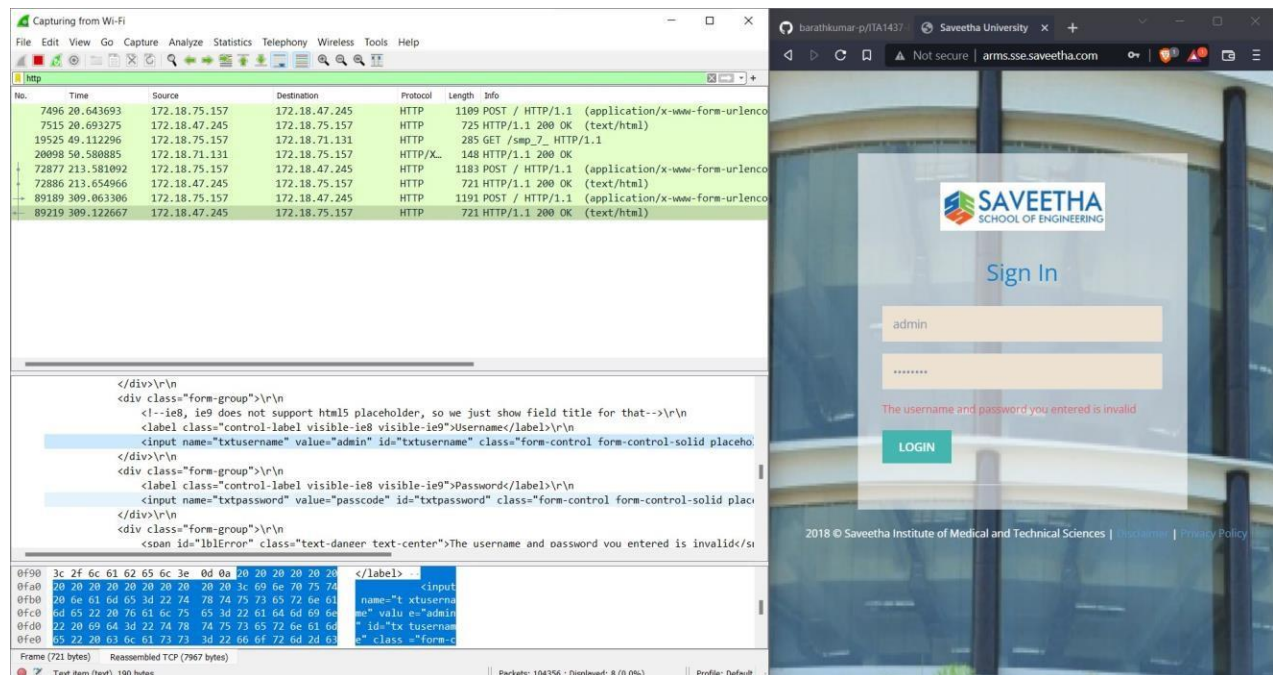 Capturing from Wi-Fi
File Edit View Go Capture Analyze Statistics Telephony Wireless Tools Help
http
No. Time Source Destination Protocol Length Info
7496 20.643693 172.18.75.157 172.18.47.245 HTTP 1109 POST / HTTP/1.1 (application/x-www-form-urlenco
7515 20.693275 172.18.47.245 172.18.75.157 HTTP 725 HTTP/1.1 200 OK (text/html)
19525 49.112296 172.18.75.157 172.18.71.131 HTTP 285 GET /smp_7_ HTTP/1.1
20098 50.580885 172.18.71.131 172.18.75.157 HTTP/X… 148 HTTP/1.1 200 OK
72877 213.581092 172.18.75.157 172.18.47.245 HTTP 1183 POST / HTTP/1.1 (application/x-www-form-urlenco
72886 213.654966 172.18.47.245 172.18.75.157 HTTP 721 HTTP/1.1 200 OK (text/html)
89189 309.063306 172.18.75.157 172.18.47.245 HTTP 1191 POST / HTTP/1.1 (application/x-www-form-urlenco
89219 309.122667 172.18.47.245 172.18.75.157 HTTP 721 HTTP/1.1 200 OK (text/html)
</div>\r\n
<div class="form-group">\r\n
<!--ie8, ie9 does not support html5 placeholder, so we just show field title for that-->\r\n
<label class="control-label visible-ie8 visible-ie9">Username</label>\r\n
<input name="txtusername" value="admin" id="txtusername" class="form-control form-control-solid placeho
</div>\r\n
<div class="form-group">\r\n
<label class="control-label visible-ie8 visible-ie9">Password</label>\r\n
<input name="txtpassword" value="passcode" id="txtpassword" class="form-control form-control-solid place
</div>\r\n
<div class="form-group">\r\n
<span id="lblError" class="text-danger text-center">The username and password you entered is invalid</s
0f90 3c 2f 6c 61 62 65 6c 3e 0d 0a 20 20 20 20 20 20 </label> ··
0fa0 20 20 20 20 20 20 20 20 20 20 3c 69 6e 70 75 74 <input
0fb0 20 6e 61 6d 65 3d 22 74 78 74 75 73 65 72 6e 61 name="t xtuserna
0fc0 6d 65 22 20 76 61 6c 75 65 3d 22 61 64 6d 69 6e me" valu e="admin
0fd0 22 20 69 64 3d 22 74 78 74 75 73 65 72 6e 61 6d " id="tx tusernam
0fe0 65 22 20 63 6c 61 73 73 3d 22 66 6f 72 6d 2d 63 e" class ="form-c
Frame (721 bytes) Reassembled TCP (7967 bytes)
Text item (text), 190 bytes
Packets: 104356 · Displayed: 8 (0.0%) Profile: Default
barathkumar-p/ITA1437 Saveetha University
Not secure arms.sse.saveetha.com
SAVEETHA
SCHOOL OF ENGINEERING
Sign In
admin
••••••••
The username and password you entered is invalid
LOGIN
2018 © Saveetha Institute of Medical and Technical Sciences | Disclaimer | Privacy Policy